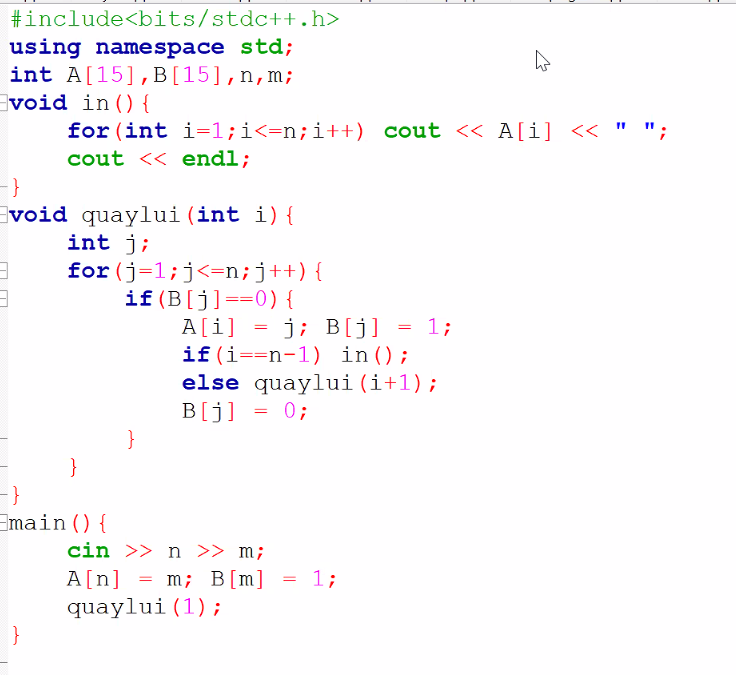 #include<bits/stdc++.h>
using namespace std;
int A[15],B[15],n,m;
void in(){
    for(int i=1;i<=n;i++) cout << A[i] << " ";
    cout << endl;
}
void quaylui(int i){
    int j;
    for(j=1;j<=n;j++){
        if(B[j]==0){
            A[i] = j; B[j] = 1;
            if(i==n-1) in();
            else quaylui(i+1);
            B[j] = 0;
        }
    }
}
main(){
    cin >> n >> m;
    A[n] = m; B[m] = 1;
    quaylui(1);
}